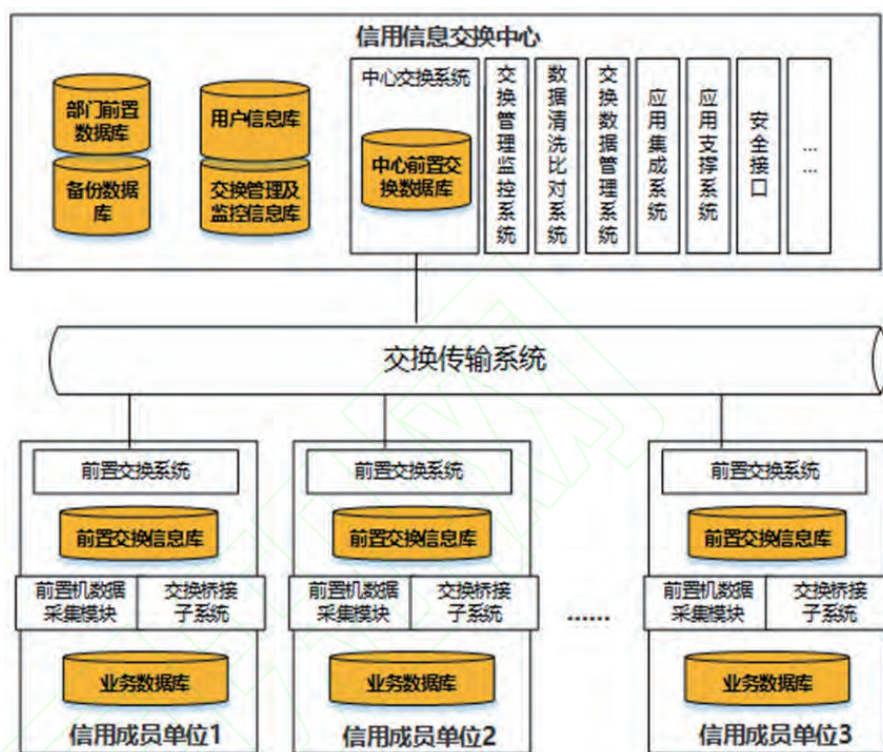 信用信息交换中心
部门前置
数据库
备份数据
库
用户信息库
交换管理及
监控信息库
中心交换系统
中心前置交
换数据库
交换管理监控系统
数据清洗比对系统
交换数据管理系统
应用集成系统
应用支撑系统
安全接口
……
交换传输系统
前置交换系统
前置交换信息库
前置机数据
采集模块
交换桥接
子系统
业务数据库
信用成员单位1
前置交换系统
前置交换信息库
前置机数据
采集模块
交换桥接
子系统
业务数据库
信用成员单位2
……
前置交换系统
前置交换信息库
前置机数据
采集模块
交换桥接
子系统
业务数据库
信用成员单位3